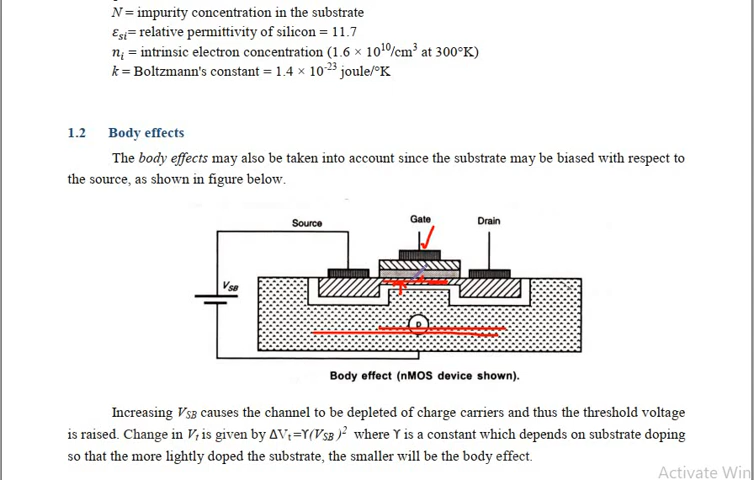 N = impurity concentration in the substrate
εsi= relative permittivity of silicon = 11.7
ni = intrinsic electron concentration (1.6 × 10¹⁰/cm³ at 300°K)
k = Boltzmann's constant = 1.4 × 10⁻²³ joule/°K
1.2 Body effects
The body effects may also be taken into account since the substrate may be biased with respect to
the source, as shown in figure below.
Source
Gate
Drain
VSB
P
Body effect (nMOS device shown).
Increasing VSB causes the channel to be depleted of charge carriers and thus the threshold voltage
is raised. Change in Vt is given by ΔVt=ϒ(VSB )² where ϒ is a constant which depends on substrate doping
so that the more lightly doped the substrate, the smaller will be the body effect.
Activate Win